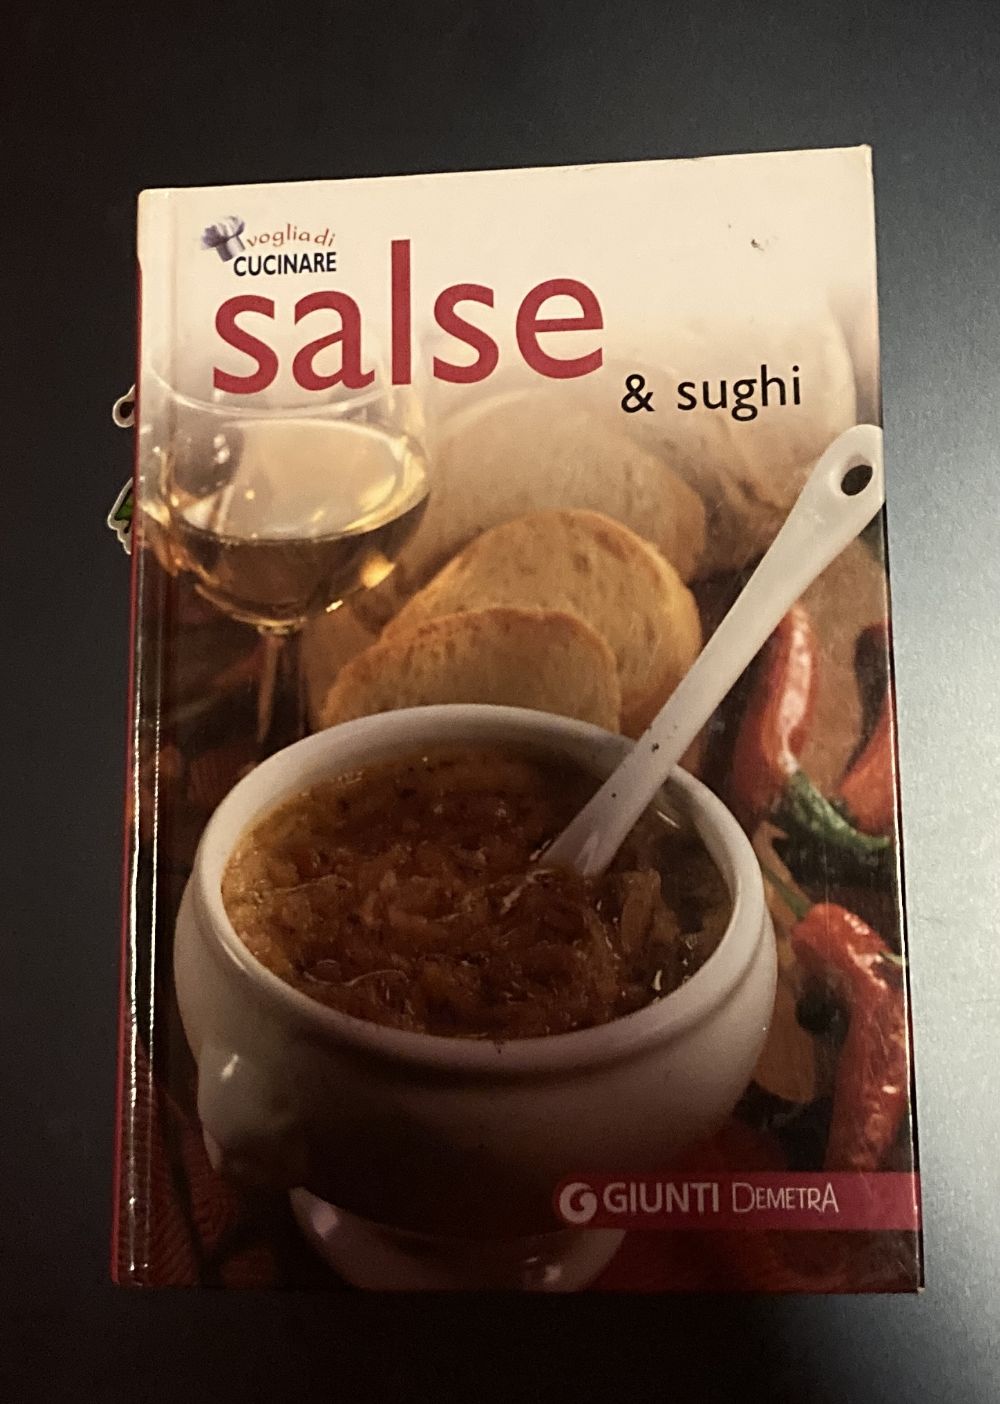 voglia di
CUCINARE
salse
& sughi
GIUNTI DEMETRA